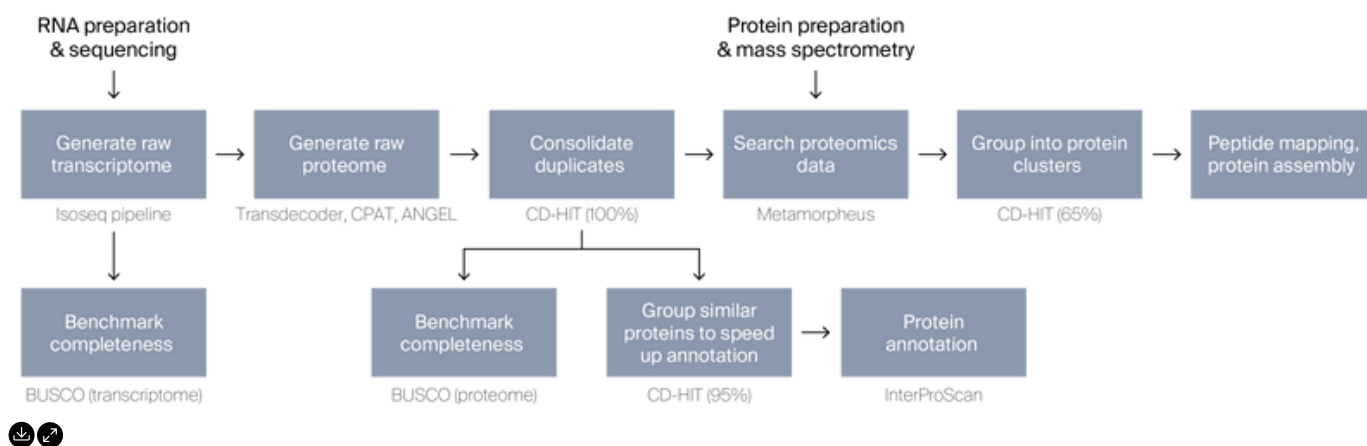 RNA preparation
& sequencing
Protein preparation
& mass spectrometry
Generate raw
transcriptome
Isoseq pipeline
Generate raw
proteome
Transdecoder, CPAT, ANGEL
Consolidate
duplicates
CD-HIT (100%)
Search proteomics
data
Metamorpheus
Group into protein
clusters
CD-HIT (65%)
Peptide mapping,
protein assembly
Benchmark
completeness
BUSCO (transcriptome)
Benchmark
completeness
BUSCO (proteome)
Group similar
proteins to speed
up annotation
CD-HIT (95%)
Protein
annotation
InterProScan